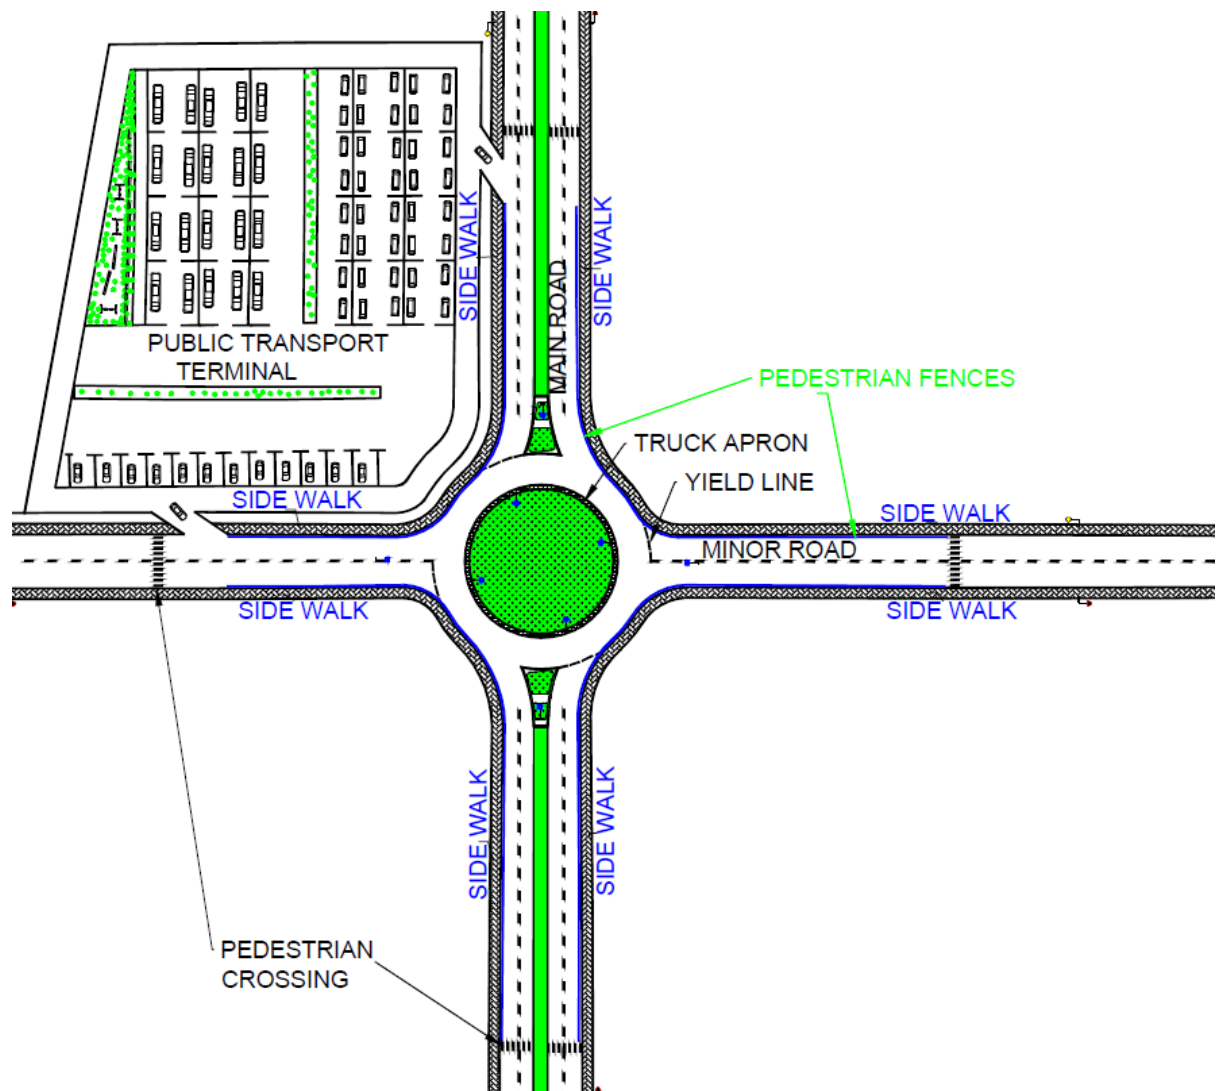 SIDE WALK
SIDE WALK
MAIN ROAD
PUBLIC TRANSPORT
TERMINAL
PEDESTRIAN FENCES
TRUCK APRON
YIELD LINE
SIDE WALK
SIDE WALK
MINOR ROAD
SIDE WALK
SIDE WALK
SIDE WALK
SIDE WALK
PEDESTRIAN
CROSSING